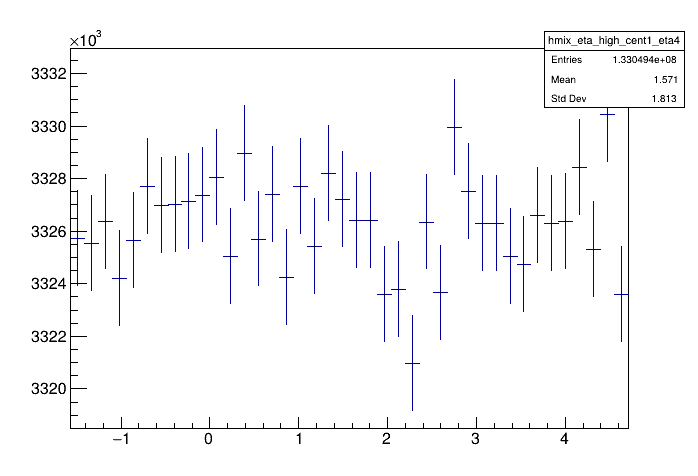 ×10³
hmix_eta_high_cent1_eta4
Entries 1.330494e+08
Mean 1.571
Std Dev 1.813
3332
3330
3328
3326
3324
3322
3320
−1 0 1 2 3 4